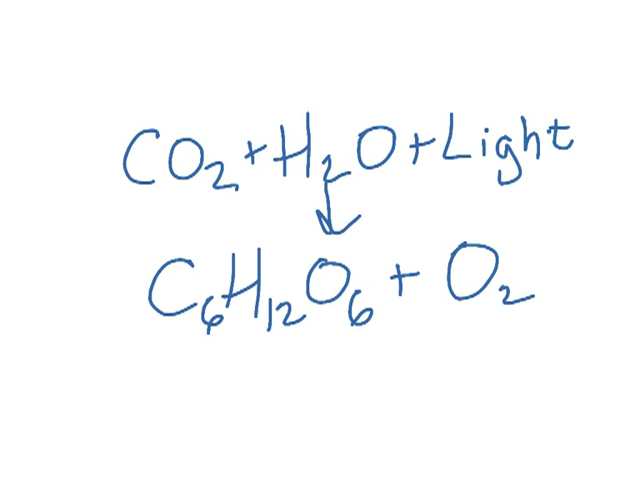 CO₂+H₂O+Light
↓
C₆H₁₂O₆ + O₂